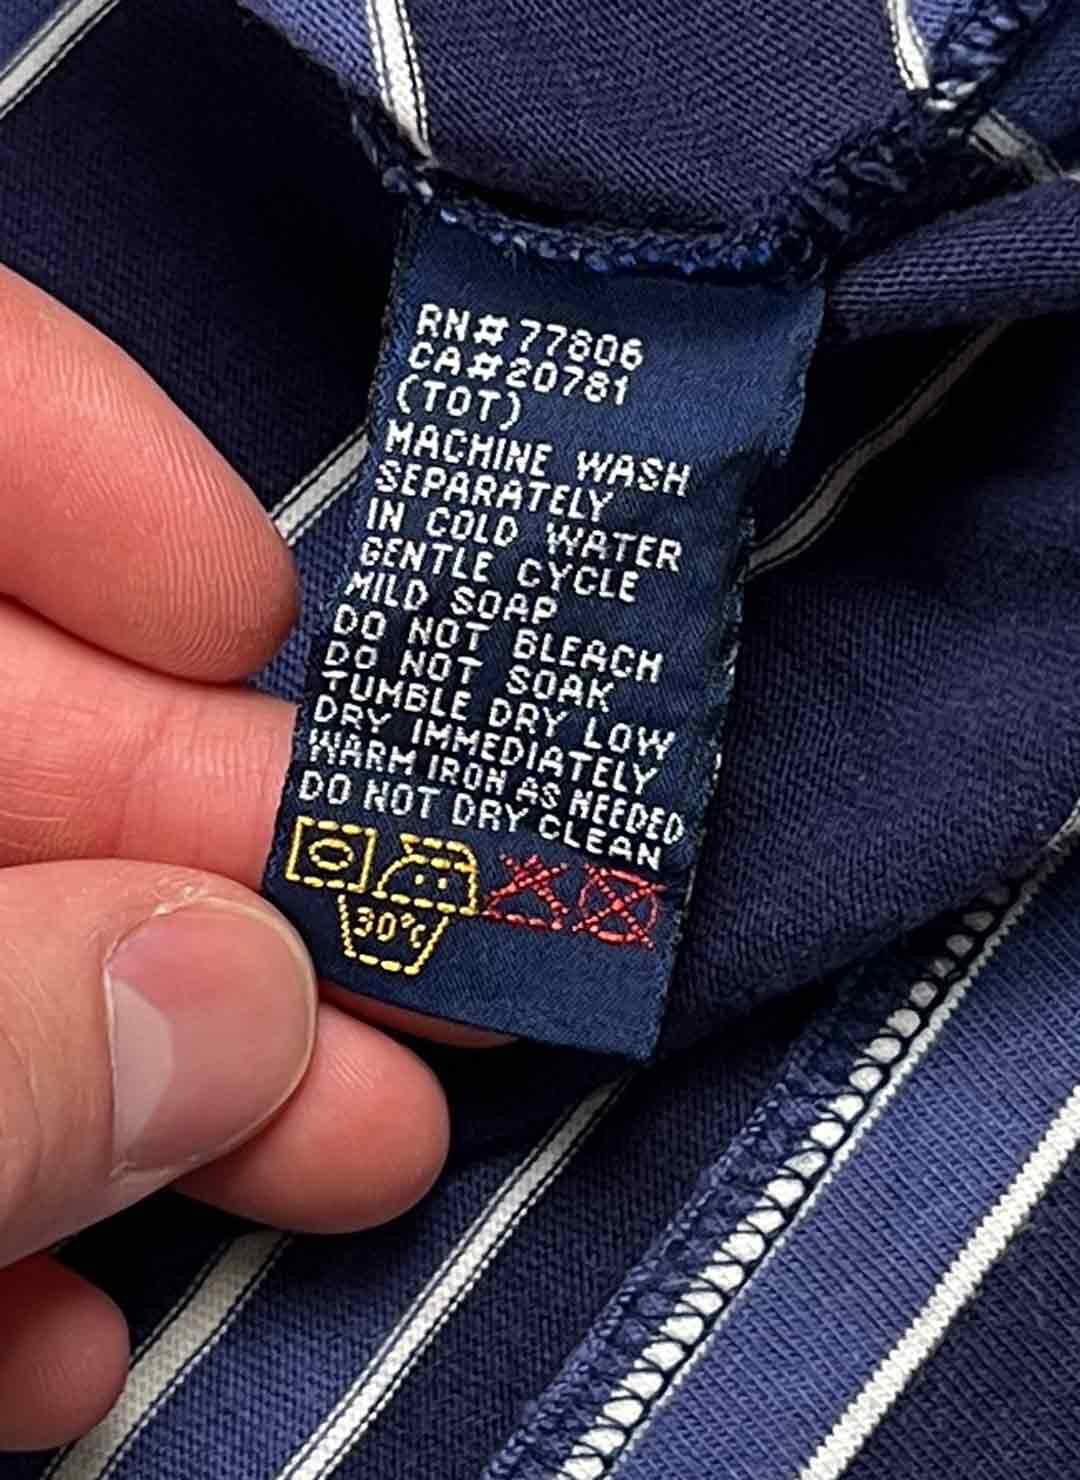 RN#77806
CA#20781
(TOT)
MACHINE WASH
SEPARATELY
IN COLD WATER
GENTLE CYCLE
MILD SOAP
DO NOT BLEACH
DO NOT SOAK
TUMBLE DRY LOW
DRY IMMEDIATELY
WARM IRON AS NEEDED
DO NOT DRY CLEAN
30°C